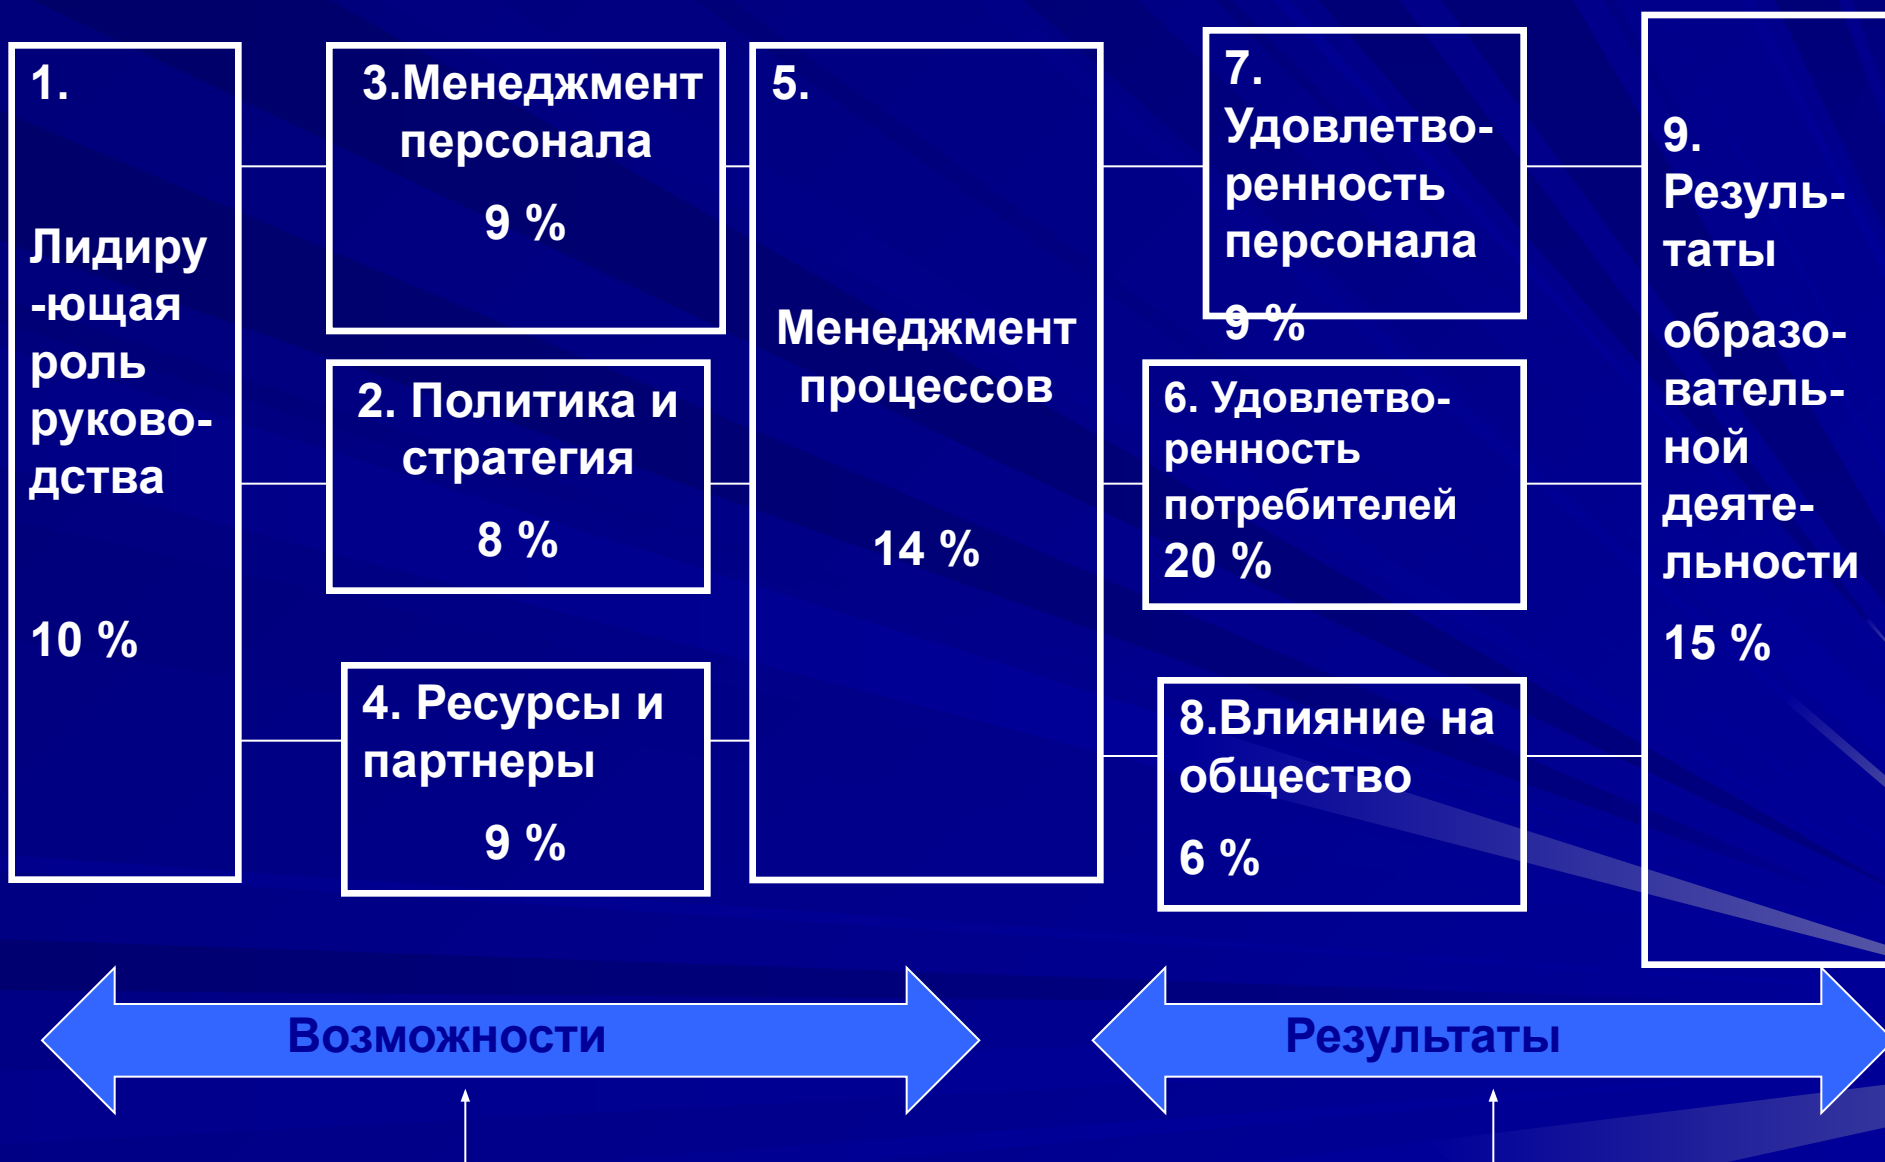 1.
Лидиру
-ющая
роль
руково-
дства
10 %
3.Менеджмент
персонала
9 %
2. Политика и
стратегия
8 %
4. Ресурсы и
партнеры
9 %
5.
Менеджмент
процессов
14 %
7.
Удовлетво-
ренность
персонала
9 %
6. Удовлетво-
ренность
потребителей
20 %
8.Влияние на
общество
6 %
9.
Резуль-
таты
образо-
ватель-
ной
деяте-
льности
15 %
Возможности
Результаты